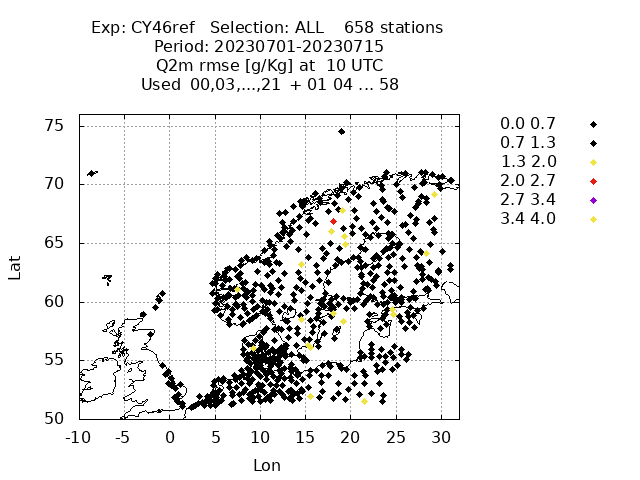 Exp: CY46ref   Selection: ALL    658 stations
Period: 20230701-20230715
Q2m rmse [g/Kg] at  10 UTC
Used  00,03,...,21  + 01 04 ... 58
75
70
65
60
55
50
-10 -5 0 5 10 15 20 25 30
Lat
Lon
0.0 0.7
0.7 1.3
1.3 2.0
2.0 2.7
2.7 3.4
3.4 4.0